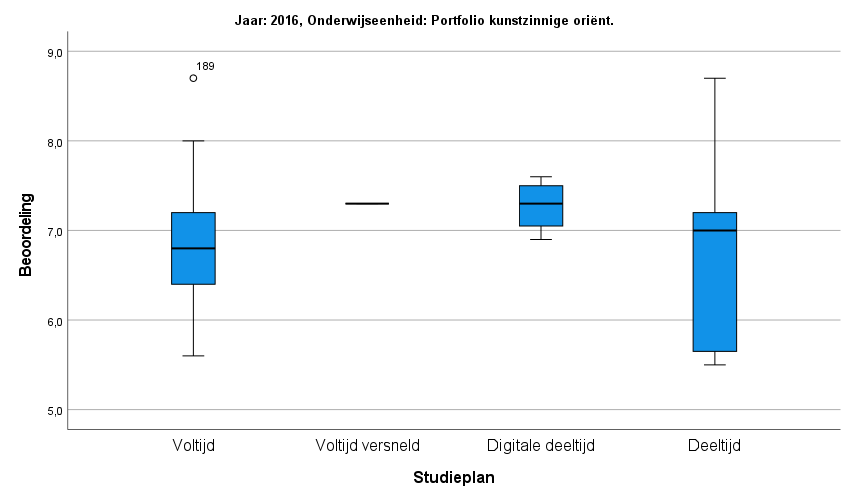 Jaar: 2016, Onderwijseenheid: Portfolio kunstzinnige oriënt.
189
9,0
8,0
7,0
6,0
5,0
Beoordeling
Voltijd Voltijd versneld Digitale deeltijd Deeltijd
Studieplan